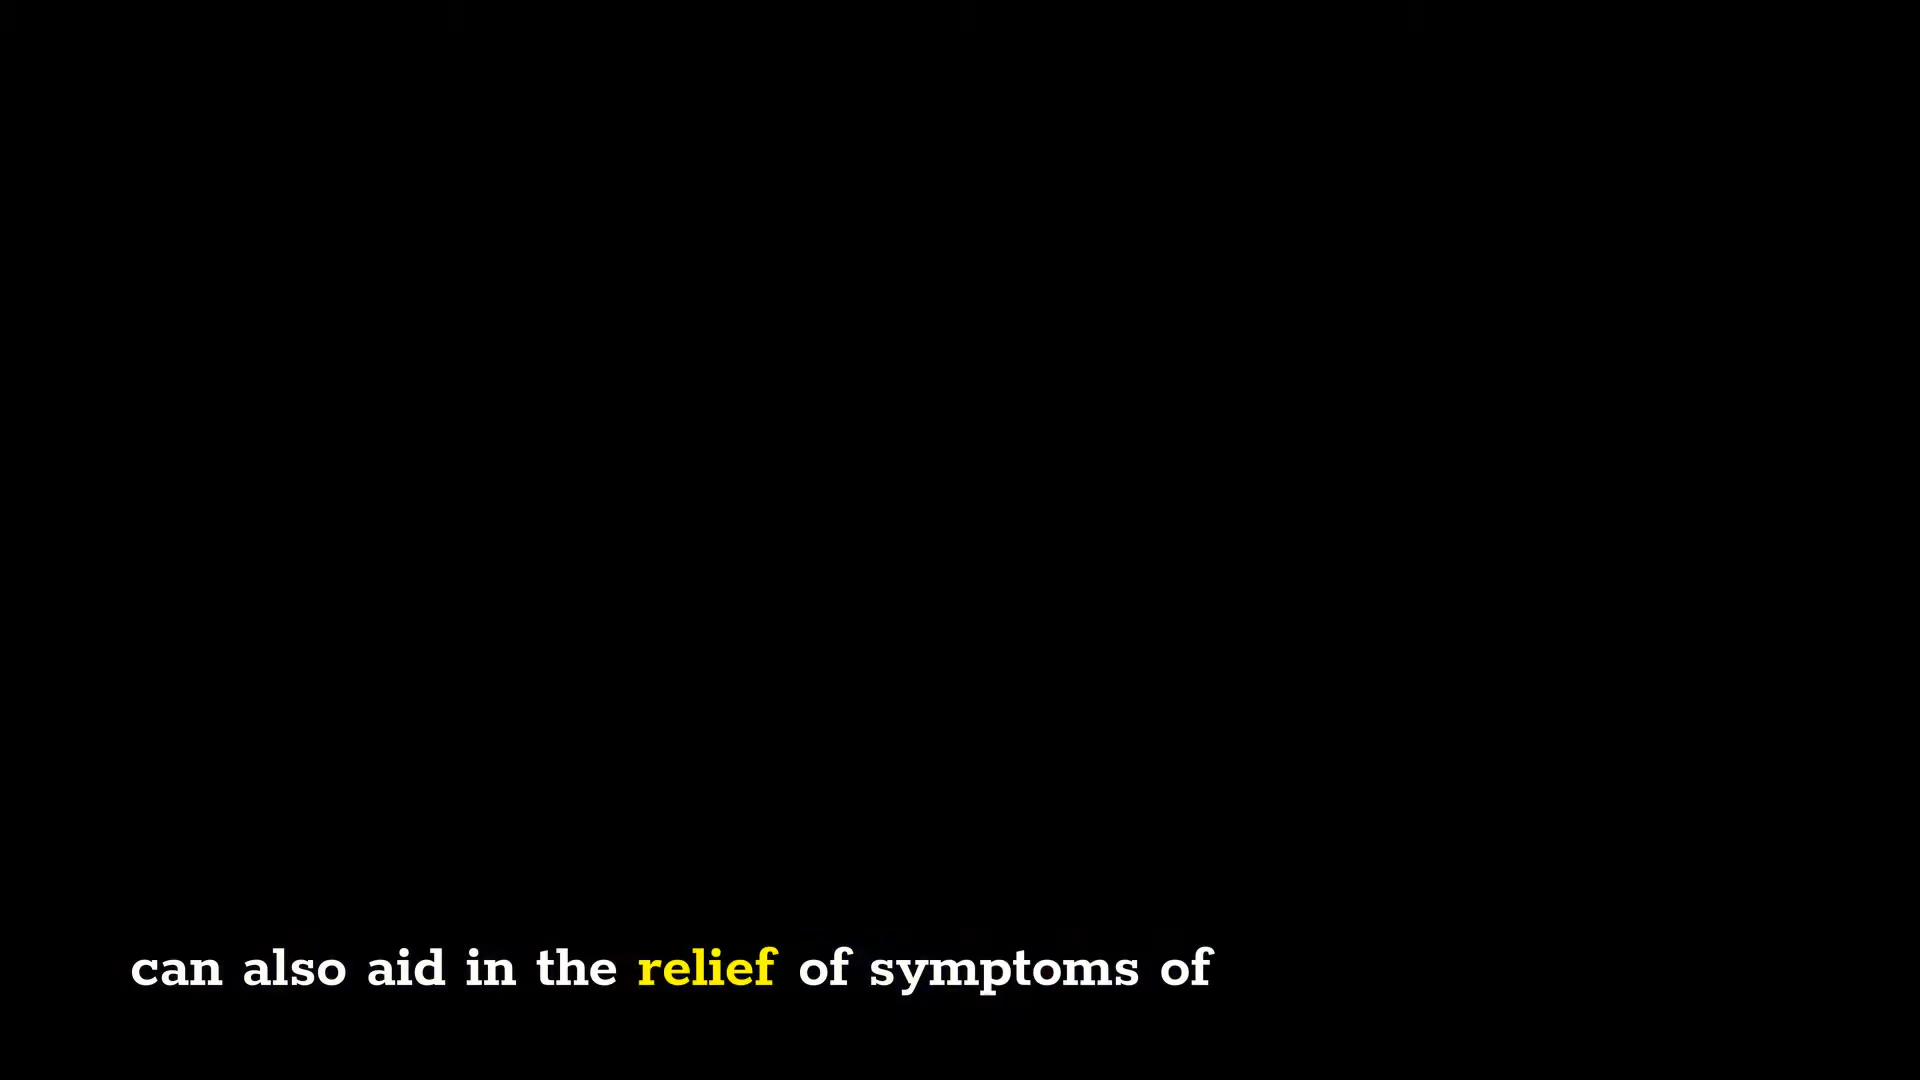 can also aid in the relief of symptoms of